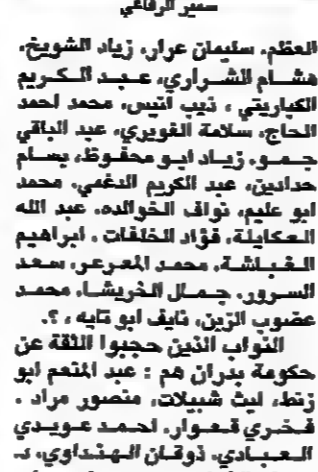 سمير الرفاعي
العظم. سليمان عرار. زياد الشويخ.
هشام الشراري، عبد الكريم
الكباريتي ، ذيب انيس. محمد احمد
الحاج. سلامة الغويري. عبد الباقي
جمو. زياد ابو محفوظ. بسام
حدادين. عبد الكريم الدغمي. محمد
ابو عليم. نواف الخوالده. عبد الله
العكايلة. فؤاد الخلفات . ابراهيم
الغبابشة. محمد المعرعر. سعد
السرور. جمال الخريشا. محمد
عضوب الزبن. نايف ابو تايه ، ؟.
النواب الذين حجبوا الثقة عن
حكومة بدران هم : عبد المنعم ابو
زنط، ليث شبيلات، منصور مراد .
فخري قعوار. احمد عويدي
العبادي. ذوقان الهنداوي.